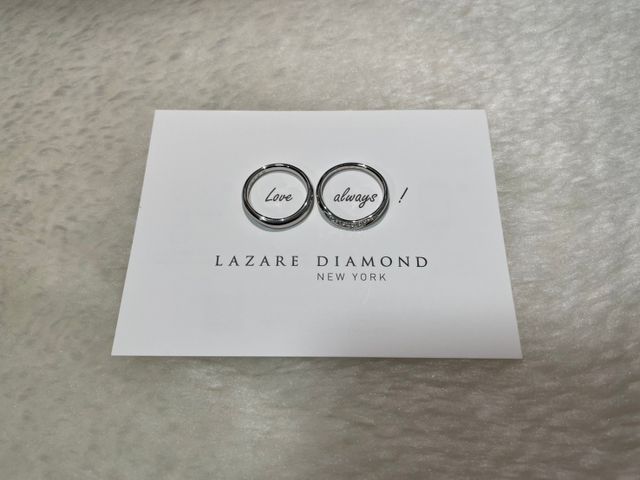 Love always !
LAZARE DIAMOND
NEW YORK